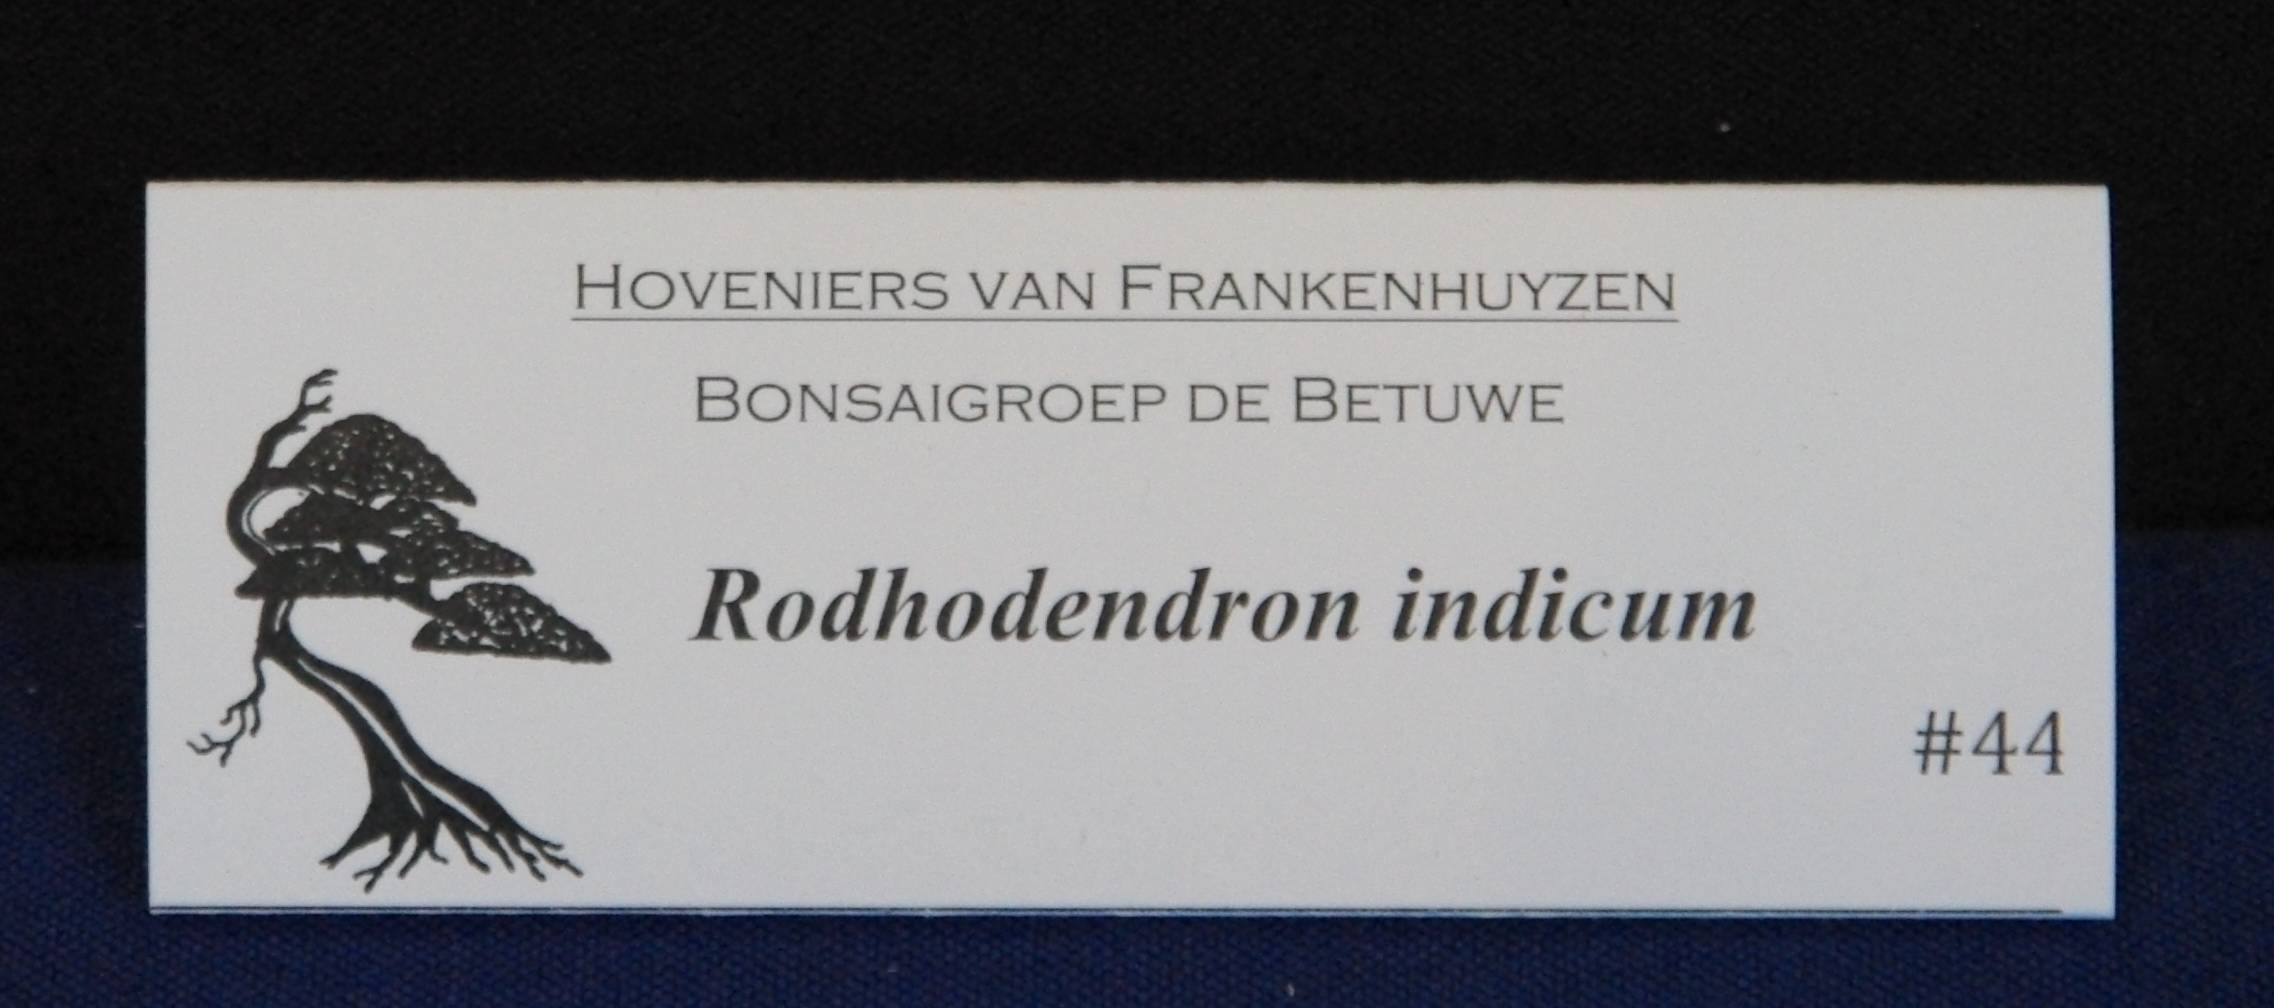 Hoveniers van Frankenhuyzen
Bonsaigroep de Betuwe
Rodhodendron indicum
#44